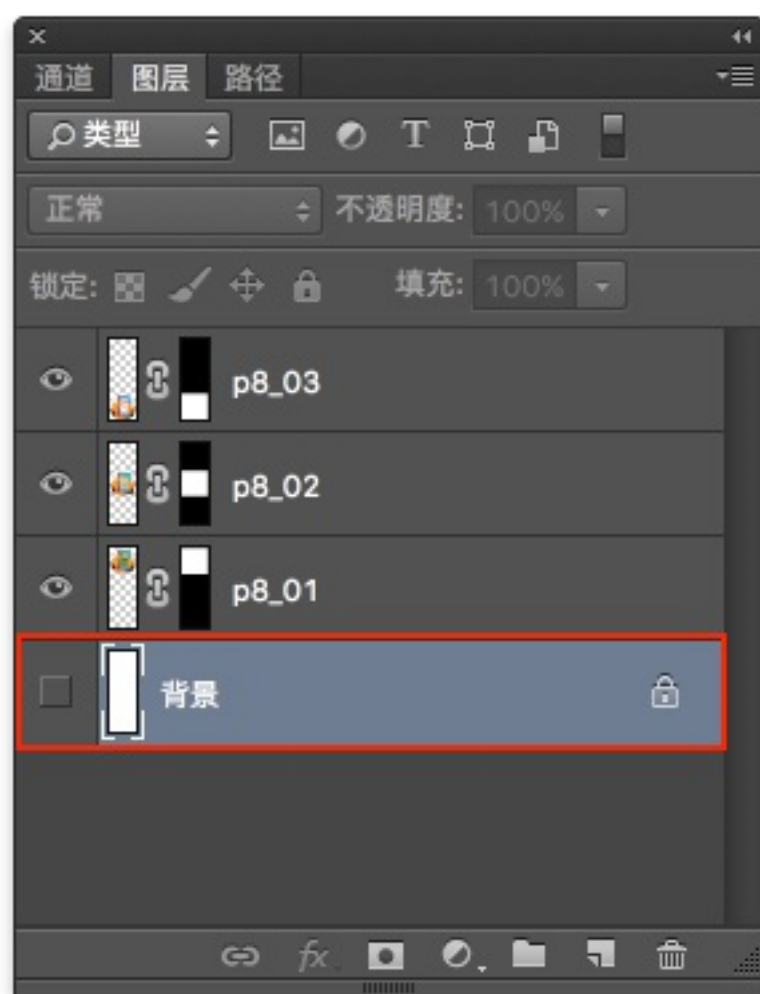 通道 图层 路径
类型 T
正常 不透明度: 100%
锁定: 填充: 100%
p8_03
p8_02
p8_01
背景
fx